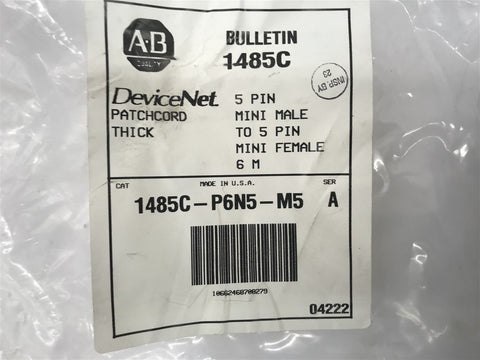 A-B
QUALITY
BULLETIN
1485C
INSP BY
23
DeviceNet 5 PIN
PATCHCORD MINI MALE
THICK TO 5 PIN
MINI FEMALE
6 M
CAT MADE IN U.S.A. SER
1485C-P6N5-M5 A
10662468708279
04222